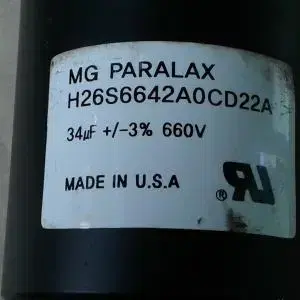 MG PARALAX
H26S6642A0CD22A
34µF +/-3% 660V
MADE IN U.S.A
®